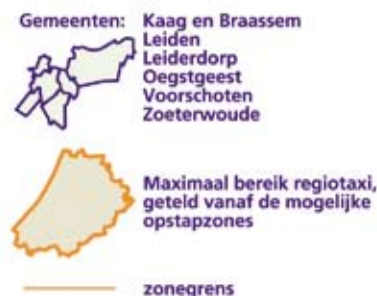 Gemeenten: Kaag en Braassem
Leiden
Leiderdorp
Oegstgeest
Voorschoten
Zoeterwoude
Maximaal bereik regiotaxi,
geteld vanaf de mogelijke
opstapzones
zonegrens